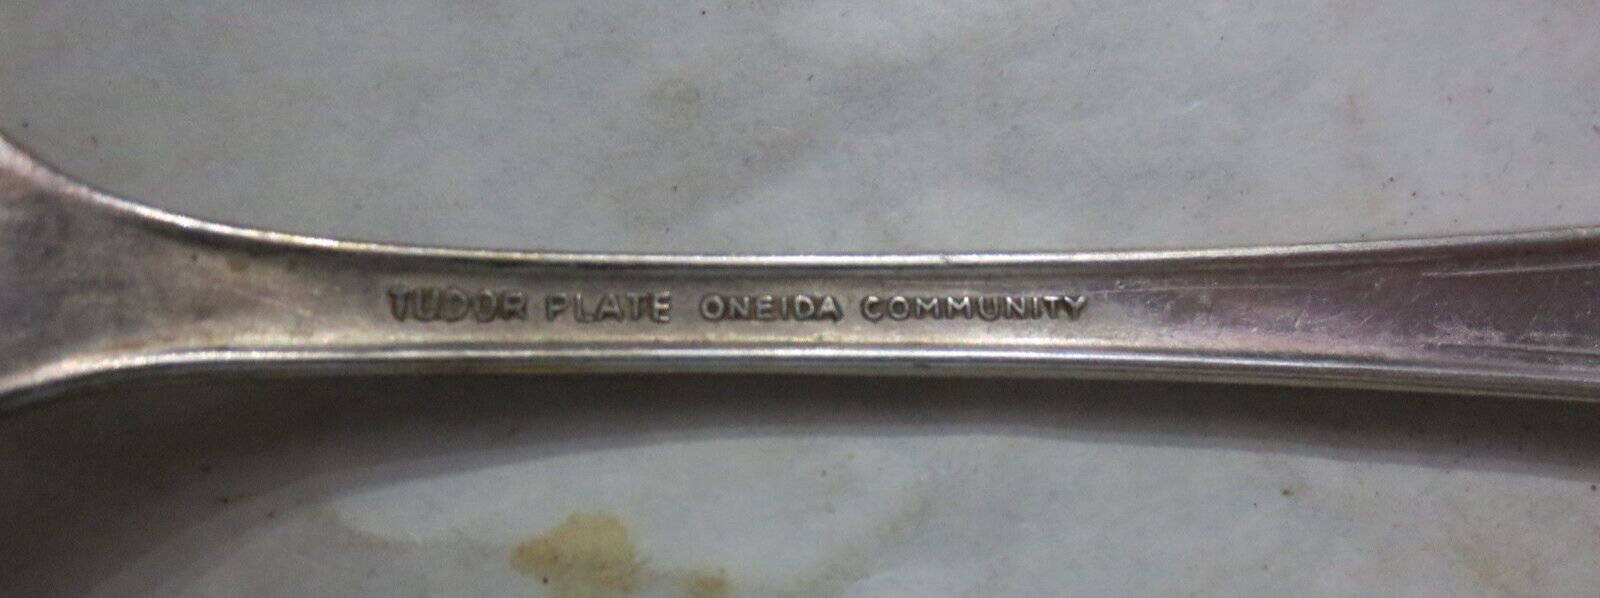 TUDOR PLATE ONEIDA COMMUNITY